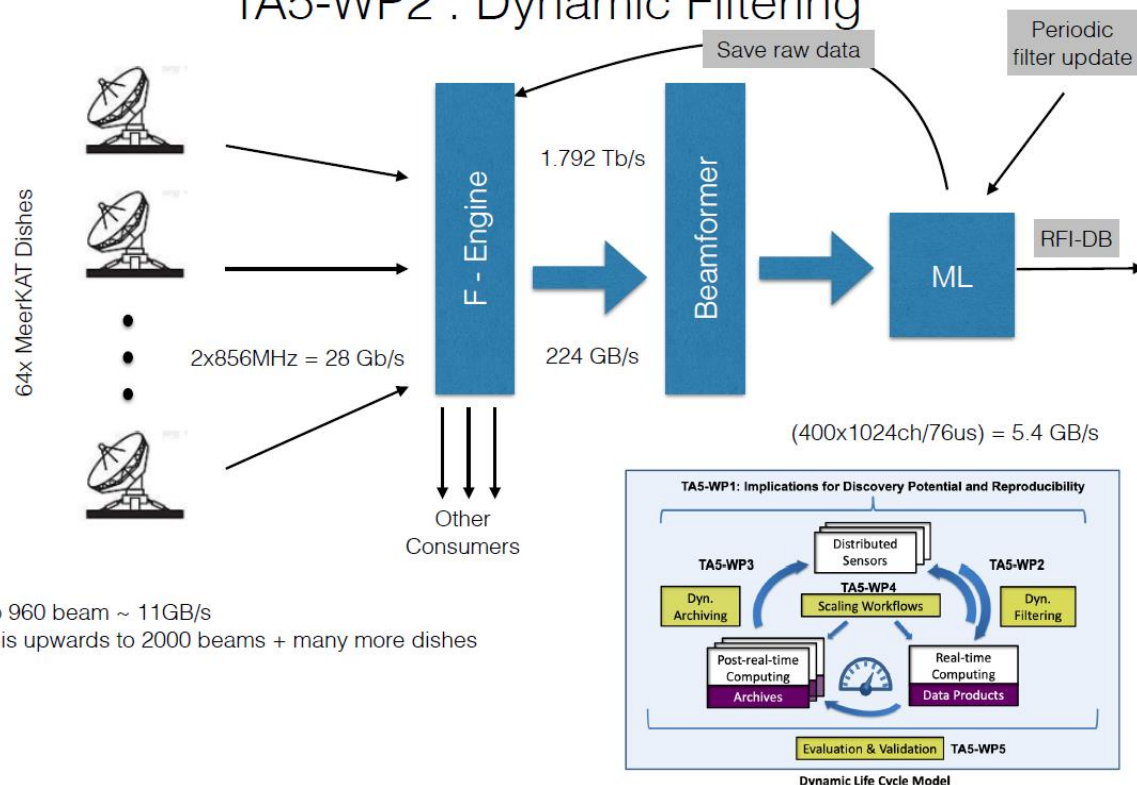 TA5-WP2 : Dynamic Filtering
Save raw data
Periodic
filter update
64x MeerKAT Dishes
F - Engine
1.792 Tb/s
Beamformer
ML
RFI-DB
2x856MHz = 28 Gb/s
224 GB/s
(400x1024ch/76us) = 5.4 GB/s
Other
Consumers
960 beam ~ 11GB/s
is upwards to 2000 beams + many more dishes
TA5-WP1: Implications for Discovery Potential and Reproducibility
Distributed
Sensors
TA5-WP3
TA5-WP2
TA5-WP4
Dyn.
Archiving
Scaling Workflows
Dyn.
Filtering
Post-real-time
Computing
Archives
Real-time
Computing
Data Products
Evaluation & Validation
TA5-WP5
Dynamic Life Cycle Model